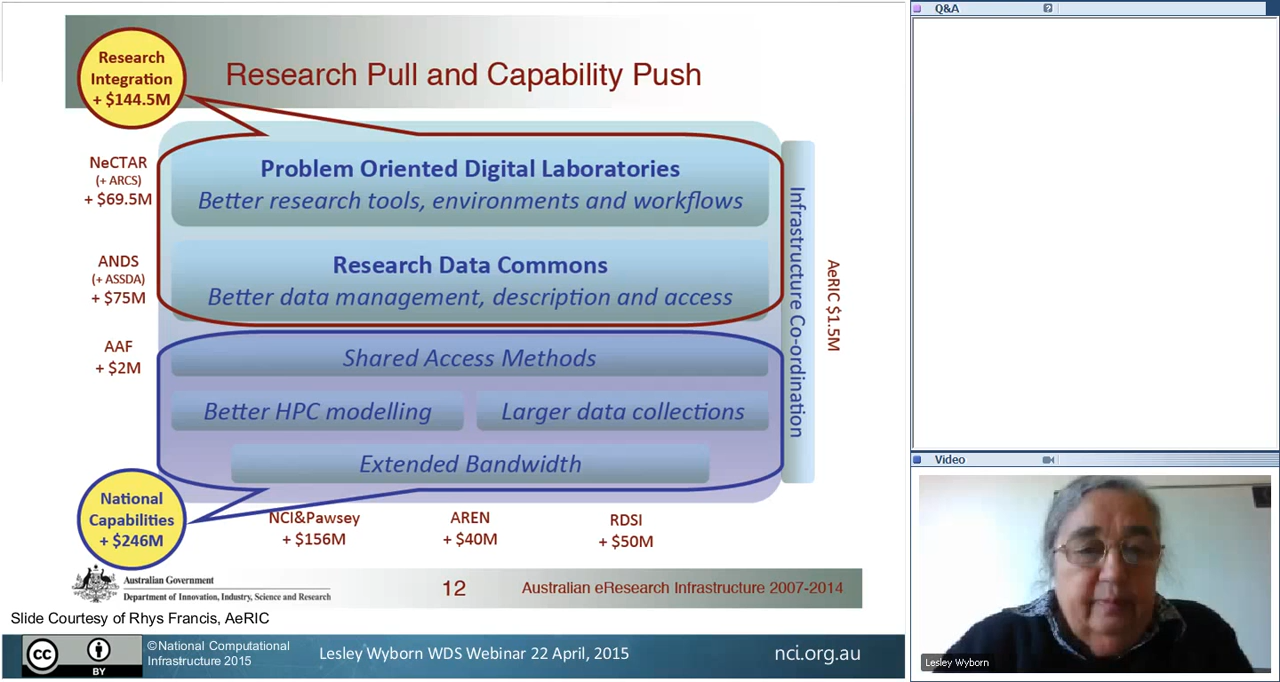 Research
Integration
+ $144.5M
Research Pull and Capability Push
NeCTAR
(+ ARCS)
+ $69.5M
Problem Oriented Digital Laboratories
Better research tools, environments and workflows
ANDS
(+ ASSDA)
+ $75M
Research Data Commons
Better data management, description and access
AAF
+ $2M
Shared Access Methods
Better HPC modelling
Larger data collections
Extended Bandwidth
Infrastructure Co-ordination
AeRIC $1.5M
National
Capabilities
+ $246M
NCI&Pawsey
+ $156M
AREN
+ $40M
RDSI
+ $50M
Australian Government
Department of Innovation, Industry, Science and Research
12
Australian eResearch Infrastructure 2007-2014
Slide Courtesy of Rhys Francis, AeRIC
cc
BY
©National Computational
Infrastructure 2015
Lesley Wyborn WDS Webinar 22 April, 2015
nci.org.au
Q&A
?
Video
Lesley Wyborn